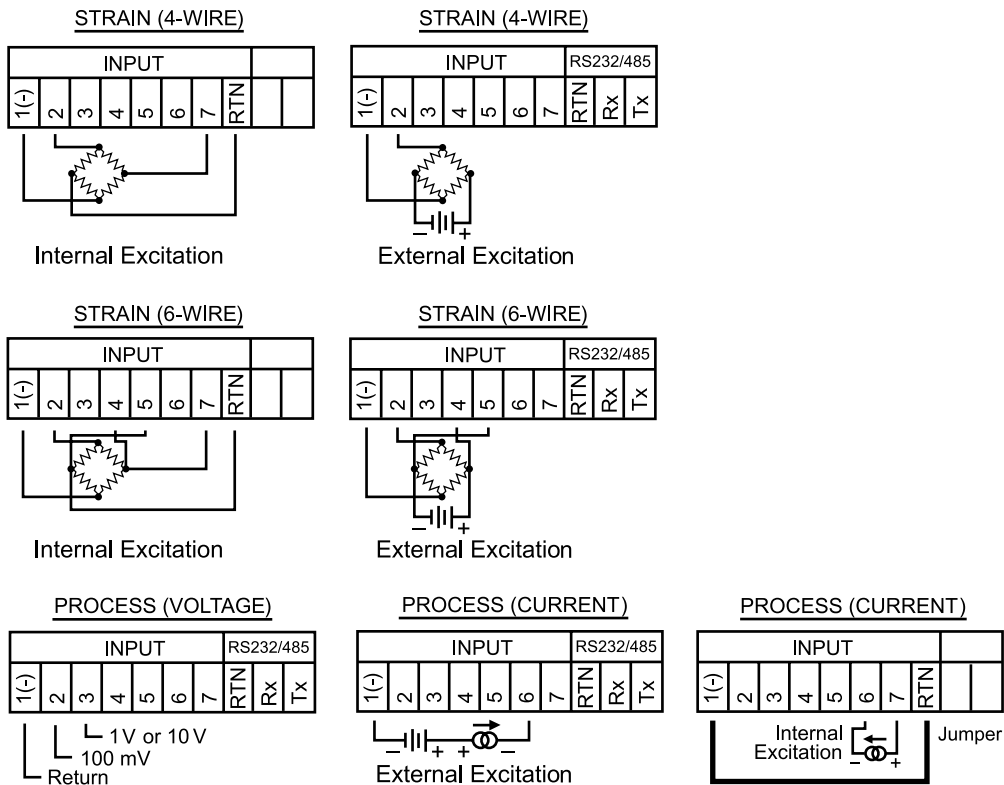 STRAIN (4-WIRE)
INPUT
1(-) 2 3 4 5 6 7 RTN
Internal Excitation
STRAIN (4-WIRE)
INPUT RS232/485
1(-) 2 3 4 5 6 7 RTN Rx Tx
− +
External Excitation
STRAIN (6-WIRE)
INPUT
1(-) 2 3 4 5 6 7 RTN
Internal Excitation
STRAIN (6-WIRE)
INPUT RS232/485
1(-) 2 3 4 5 6 7 RTN Rx Tx
− +
External Excitation
PROCESS (VOLTAGE)
INPUT RS232/485
1(-) 2 3 4 5 6 7 RTN Rx Tx
1V or 10V
100 mV
Return
PROCESS (CURRENT)
INPUT RS232/485
1(-) 2 3 4 5 6 7 RTN Rx Tx
− + + −
External Excitation
PROCESS (CURRENT)
INPUT
1(-) 2 3 4 5 6 7 RTN
Internal
Excitation − +
Jumper